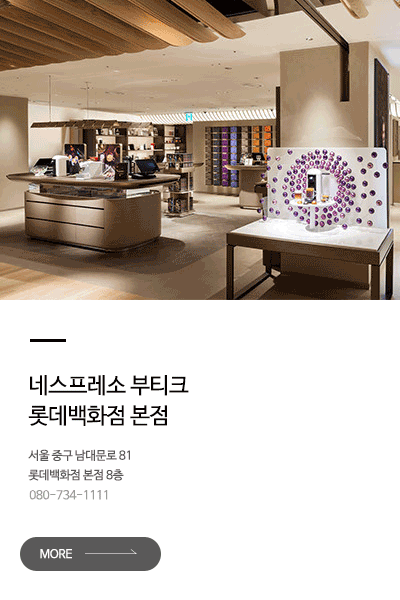 네스프레소 부티크
롯데백화점 본점
서울 중구 남대문로 81
롯데백화점 본점 8층
080-734-1111
MORE